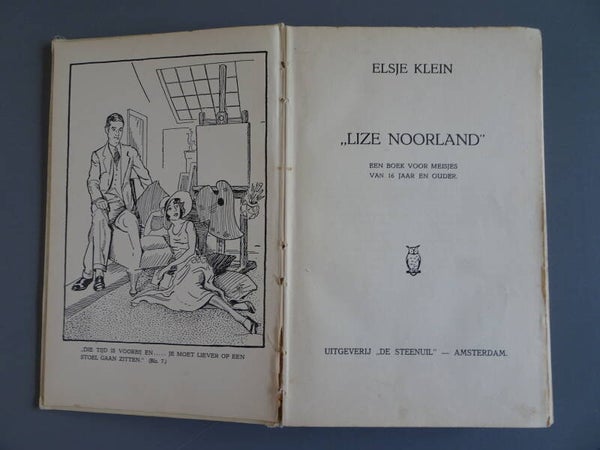 „DIE TIJD IS VOORBIJ EN..... JE MOET LIEVER OP EEN
STOEL GAAN ZITTEN." (Blz. 7.)
ELSJE KLEIN
„LIZE NOORLAND"
EEN BOEK VOOR MEISJES
VAN 16 JAAR EN OUDER.
UITGEVERIJ „DE STEENUIL" — AMSTERDAM.